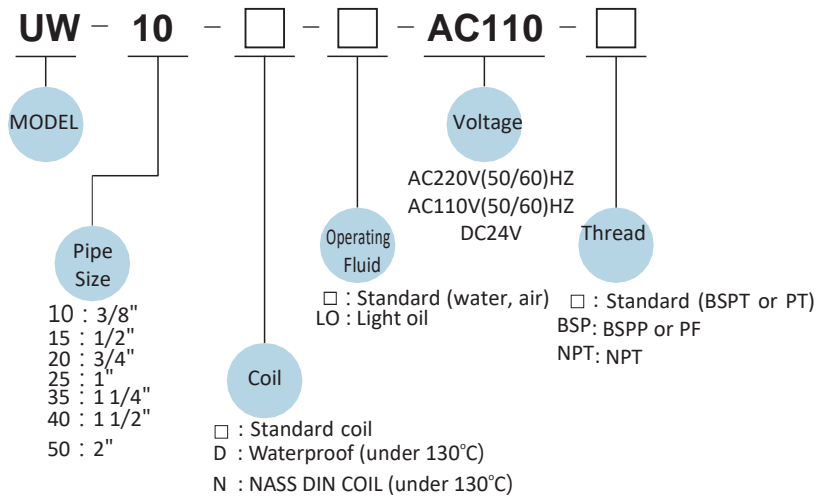 UW - 10 - □ - □ - AC110 - □
MODEL
Voltage
AC220V(50/60)HZ
AC110V(50/60)HZ
DC24V
Pipe
Size
10 : 3/8"
15 : 1/2"
20 : 3/4"
25 : 1"
35 : 1 1/4"
40 : 1 1/2"
50 : 2"
Operating
Fluid
□ : Standard (water, air)
LO : Light oil
Thread
□ : Standard (BSPT or PT)
BSP: BSPP or PF
NPT: NPT
Coil
□ : Standard coil
D : Waterproof (under 130°C)
N : NASS DIN COIL (under 130°C)